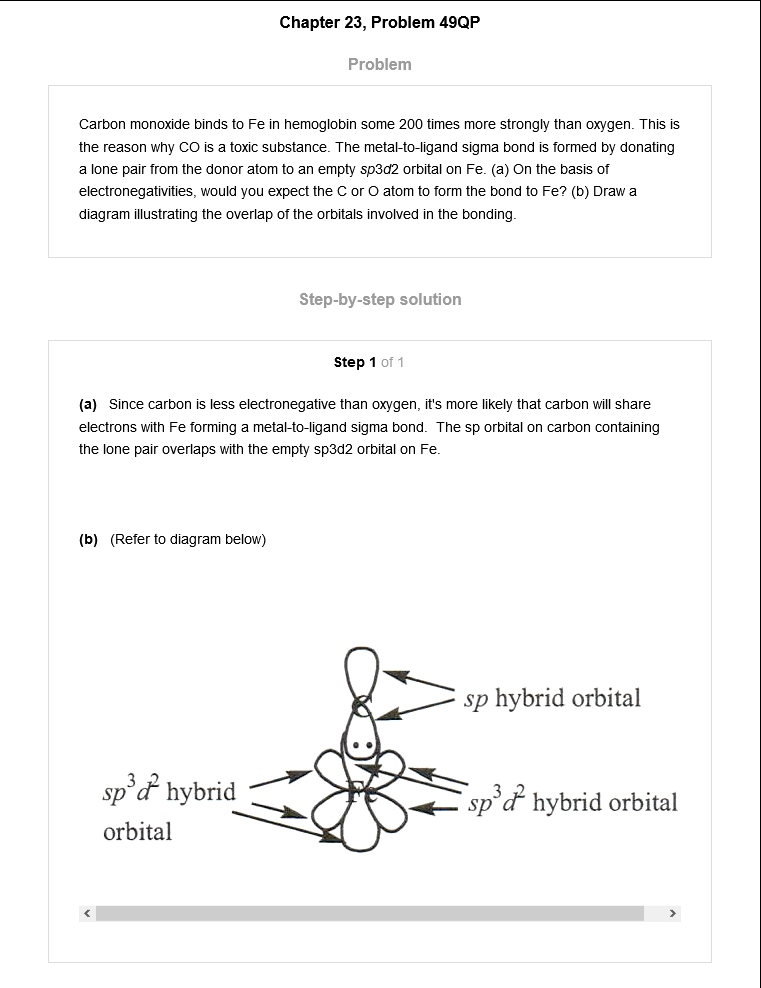 Chapter 23, Problem 49QP
Problem
Carbon monoxide binds to Fe in hemoglobin some 200 times more strongly than oxygen. This is
the reason why CO is a toxic substance. The metal-to-ligand sigma bond is formed by donating
a lone pair from the donor atom to an empty sp3d2 orbital on Fe. (a) On the basis of
electronegativities, would you expect the C or O atom to form the bond to Fe? (b) Draw a
diagram illustrating the overlap of the orbitals involved in the bonding.
Step-by-step solution
Step 1 of 1
(a) Since carbon is less electronegative than oxygen, it's more likely that carbon will share
electrons with Fe forming a metal-to-ligand sigma bond. The sp orbital on carbon containing
the lone pair overlaps with the empty sp3d2 orbital on Fe.
(b) (Refer to diagram below)
sp hybrid orbital
C
sp³d² hybrid
orbital
Fe
sp³d² hybrid orbital